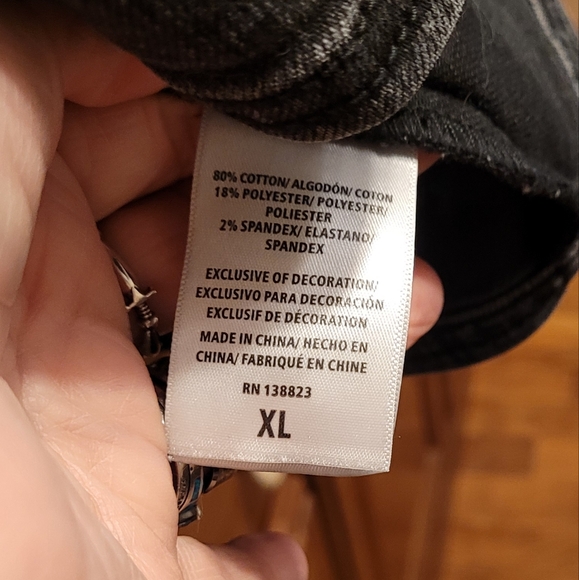 80% COTTON/ ALGODÓN/ COTON
18% POLYESTER/ POLYESTER/
POLIESTER
2% SPANDEX/ ELASTANO/
SPANDEX
EXCLUSIVE OF DECORATION/
EXCLUSIVO PARA DECORACIÓN
EXCLUSIF DE DÉCORATION
MADE IN CHINA/ HECHO EN
CHINA/ FABRIQUÉ EN CHINE
RN 138823
XL